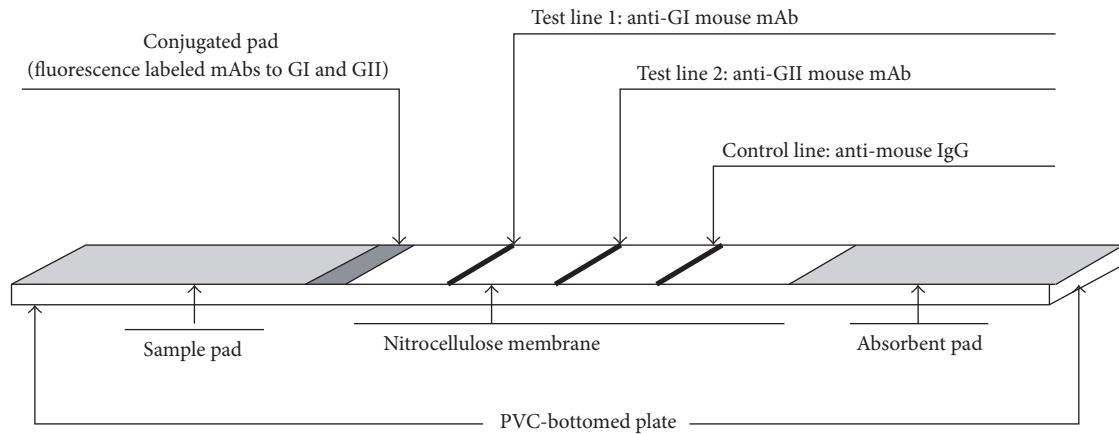 Test line 1: anti-GI mouse mAb
Conjugated pad
(fluorescence labeled mAbs to GI and GII)
Test line 2: anti-GII mouse mAb
Control line: anti-mouse IgG
Sample pad
Nitrocellulose membrane
Absorbent pad
PVC-bottomed plate